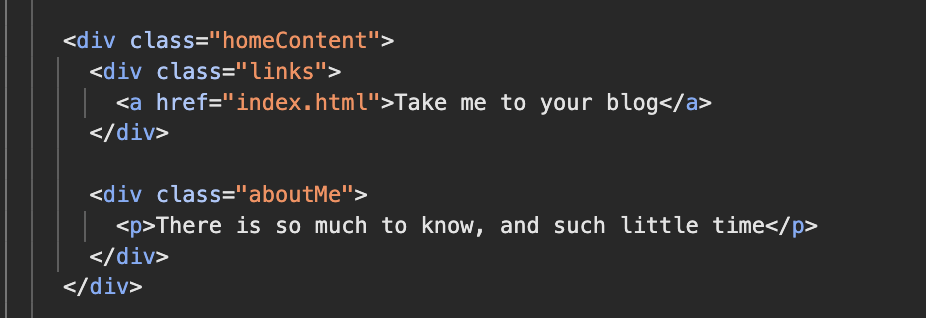 <div class="homeContent">
<div class="links">
<a href="index.html">Take me to your blog</a>
</div>
<div class="aboutMe">
<p>There is so much to know, and such little time</p>
</div>
</div>